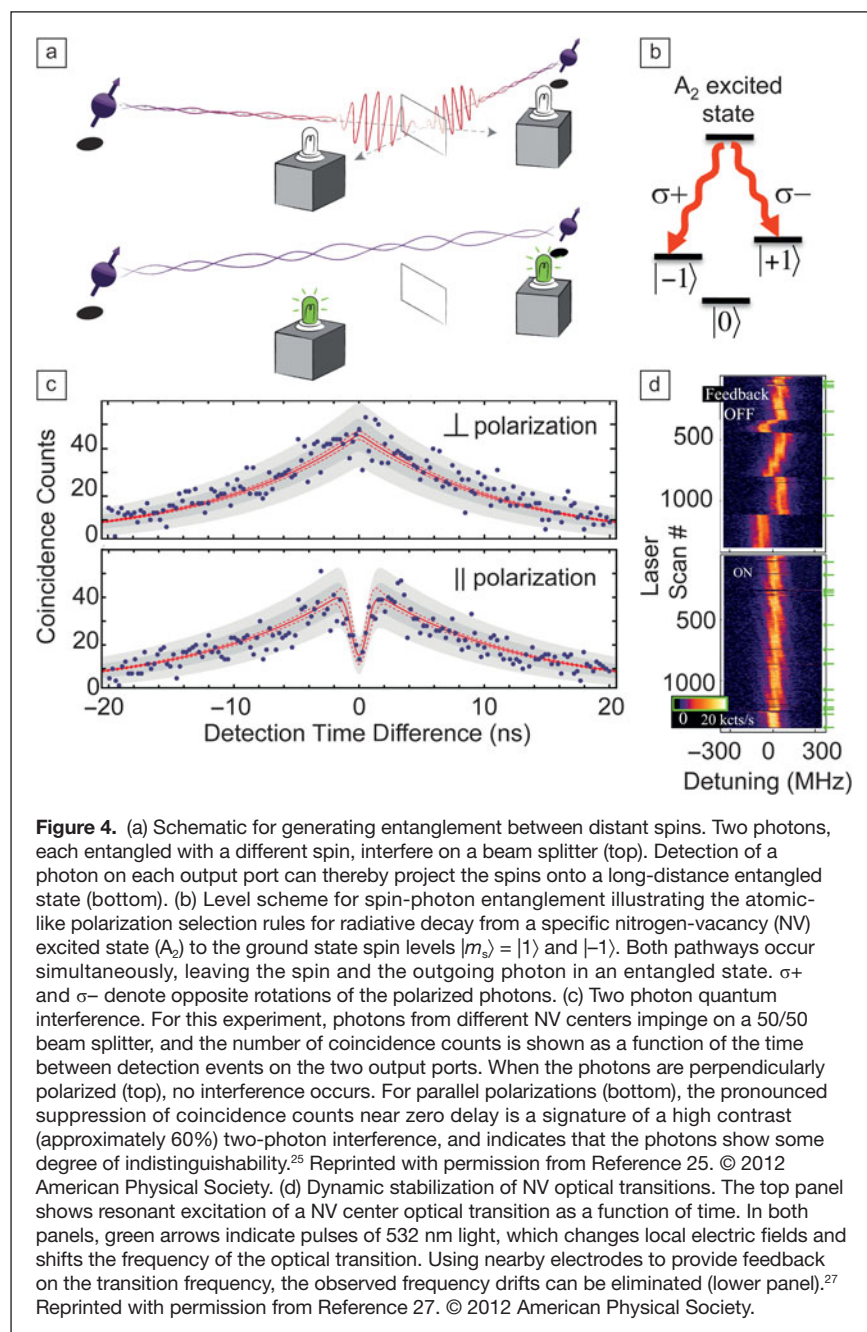 a
b
A₂ excited
state
σ+
σ−
|−1⟩
|+1⟩
|0⟩
c
⊥ polarization
40
20
0
|| polarization
40
20
0
Coincidence Counts
−20
−10
0
10
20
Detection Time Difference (ns)
d
Feedback
OFF
500
1000
Laser
Scan #
ON
500
1000
0 20 kcts/s
−300 0 300
Detuning (MHz)
Figure 4. (a) Schematic for generating entanglement between distant spins. Two photons,
each entangled with a different spin, interfere on a beam splitter (top). Detection of a
photon on each output port can thereby project the spins onto a long-distance entangled
state (bottom). (b) Level scheme for spin-photon entanglement illustrating the atomic-
like polarization selection rules for radiative decay from a specific nitrogen-vacancy (NV)
excited state (A₂) to the ground state spin levels |mₛ⟩ = |1⟩ and |–1⟩. Both pathways occur
simultaneously, leaving the spin and the outgoing photon in an entangled state. σ+
and σ− denote opposite rotations of the polarized photons. (c) Two photon quantum
interference. For this experiment, photons from different NV centers impinge on a 50/50
beam splitter, and the number of coincidence counts is shown as a function of the time
between detection events on the two output ports. When the photons are perpendicularly
polarized (top), no interference occurs. For parallel polarizations (bottom), the pronounced
suppression of coincidence counts near zero delay is a signature of a high contrast
(approximately 60%) two-photon interference, and indicates that the photons show some
degree of indistinguishability.²⁵ Reprinted with permission from Reference 25. © 2012
American Physical Society. (d) Dynamic stabilization of NV optical transitions. The top panel
shows resonant excitation of a NV center optical transition as a function of time. In both
panels, green arrows indicate pulses of 532 nm light, which changes local electric fields and
shifts the frequency of the optical transition. Using nearby electrodes to provide feedback
on the transition frequency, the observed frequency drifts can be eliminated (lower panel).²⁷
Reprinted with permission from Reference 27. © 2012 American Physical Society.